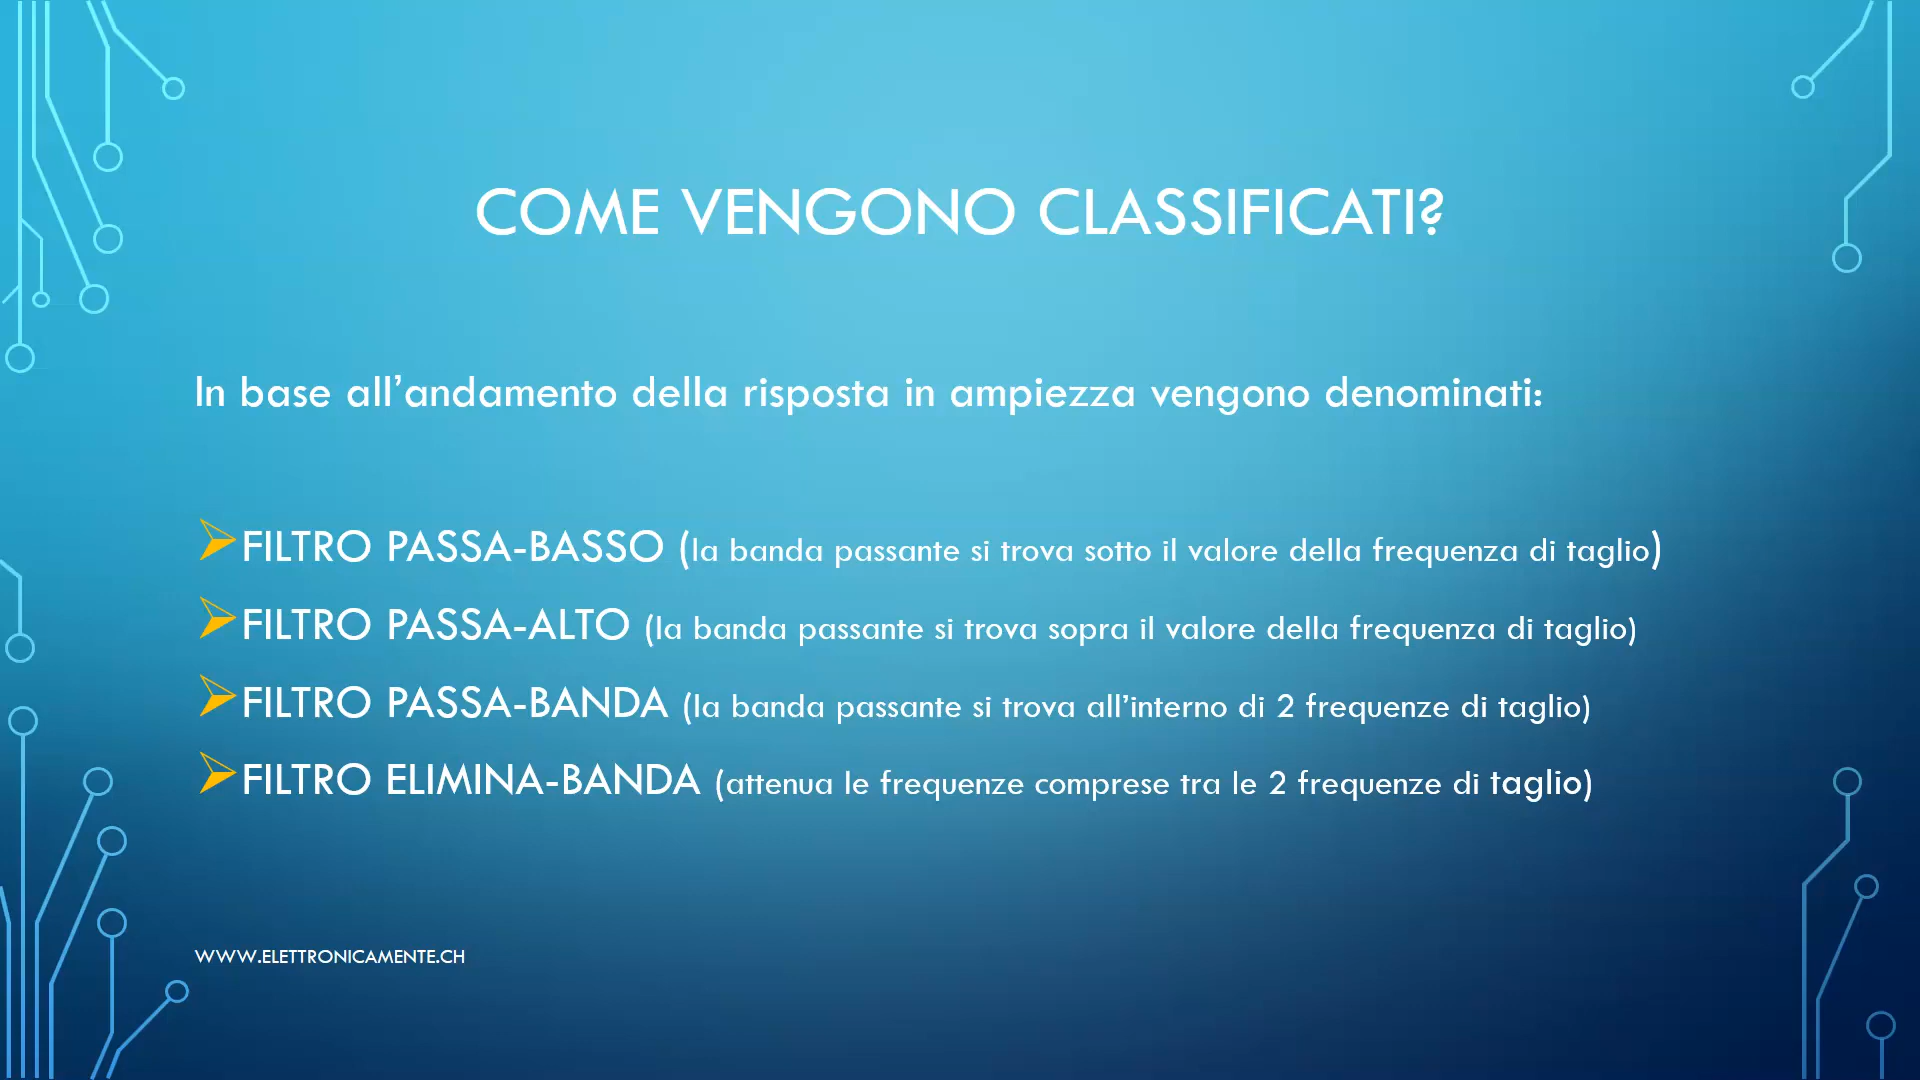 COME VENGONO CLASSIFICATI?
In base all’andamento della risposta in ampiezza vengono denominati:
FILTRO PASSA-BASSO (la banda passante si trova sotto il valore della frequenza di taglio)
FILTRO PASSA-ALTO (la banda passante si trova sopra il valore della frequenza di taglio)
FILTRO PASSA-BANDA (la banda passante si trova all’interno di 2 frequenze di taglio)
FILTRO ELIMINA-BANDA (attenua le frequenze comprese tra le 2 frequenze di taglio)
WWW.ELETTRONICAMENTE.CH